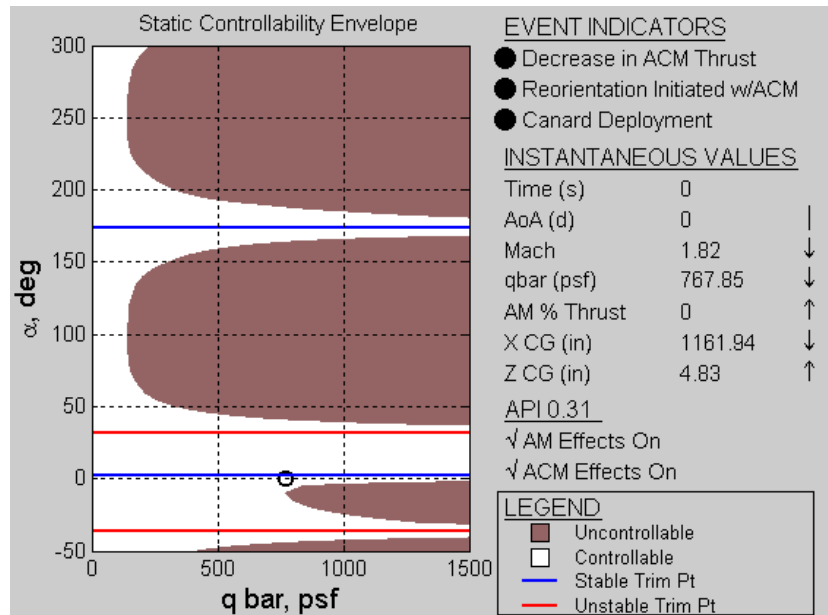 Static Controllability Envelope
300
250
200
150
100
50
0
-50
α, deg
0
500
1000
1500
q bar, psf
EVENT INDICATORS
Decrease in ACM Thrust
Reorientation Initiated w/ACM
Canard Deployment
INSTANTANEOUS VALUES
Time (s) 0
AoA (d) 0 |
Mach 1.82 ↓
qbar (psf) 767.85 ↓
AM % Thrust 0 ↑
X CG (in) 1161.94 ↓
Z CG (in) 4.83 ↑
API 0.31
√ AM Effects On
√ ACM Effects On
LEGEND
Uncontrollable
Controllable
Stable Trim Pt
Unstable Trim Pt